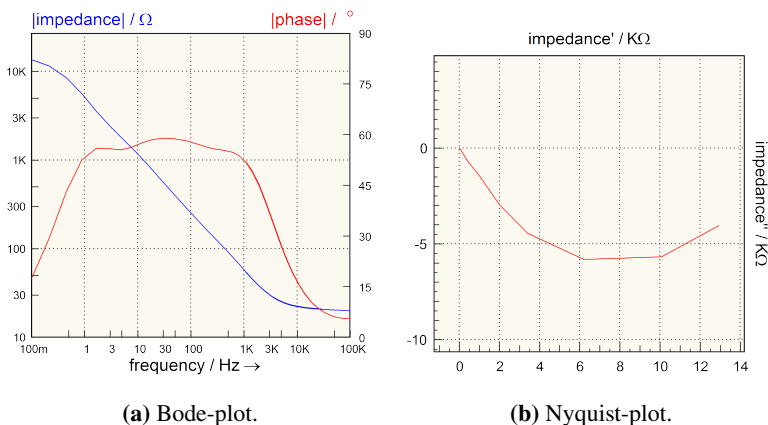 |impedance| / Ω
|phase| / °
10K
3K
1K
300
100
30
10
90
75
60
45
30
15
0
100m 1 3 10 30 100 1K 3K 10K 100K
frequency / Hz →
(a) Bode-plot.
impedance' / KΩ
0
-5
-10
impedance'' / KΩ
0 2 4 6 8 10 12 14
(b) Nyquist-plot.